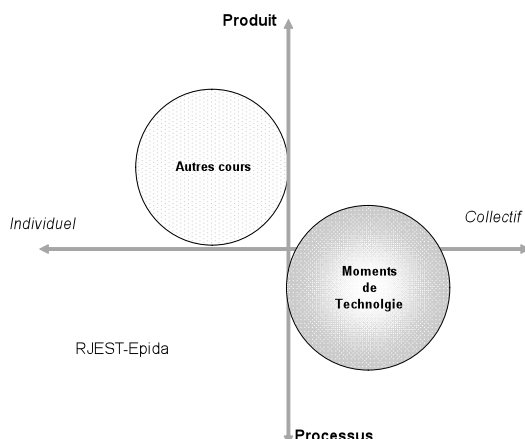 Produit
Autres cours
Individuel
Collectif
Moments
de
Technolgie
RJEST-Epida
Processus